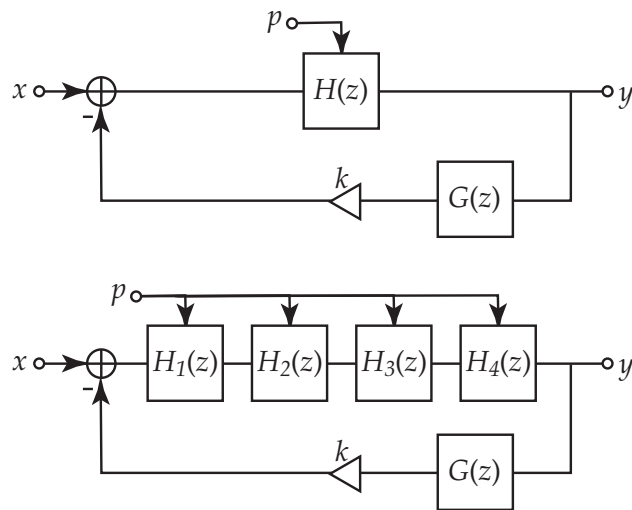 p
x - H(z) y
k G(z)
p
x - H₁(z) H₂(z) H₃(z) H₄(z) y
k G(z)